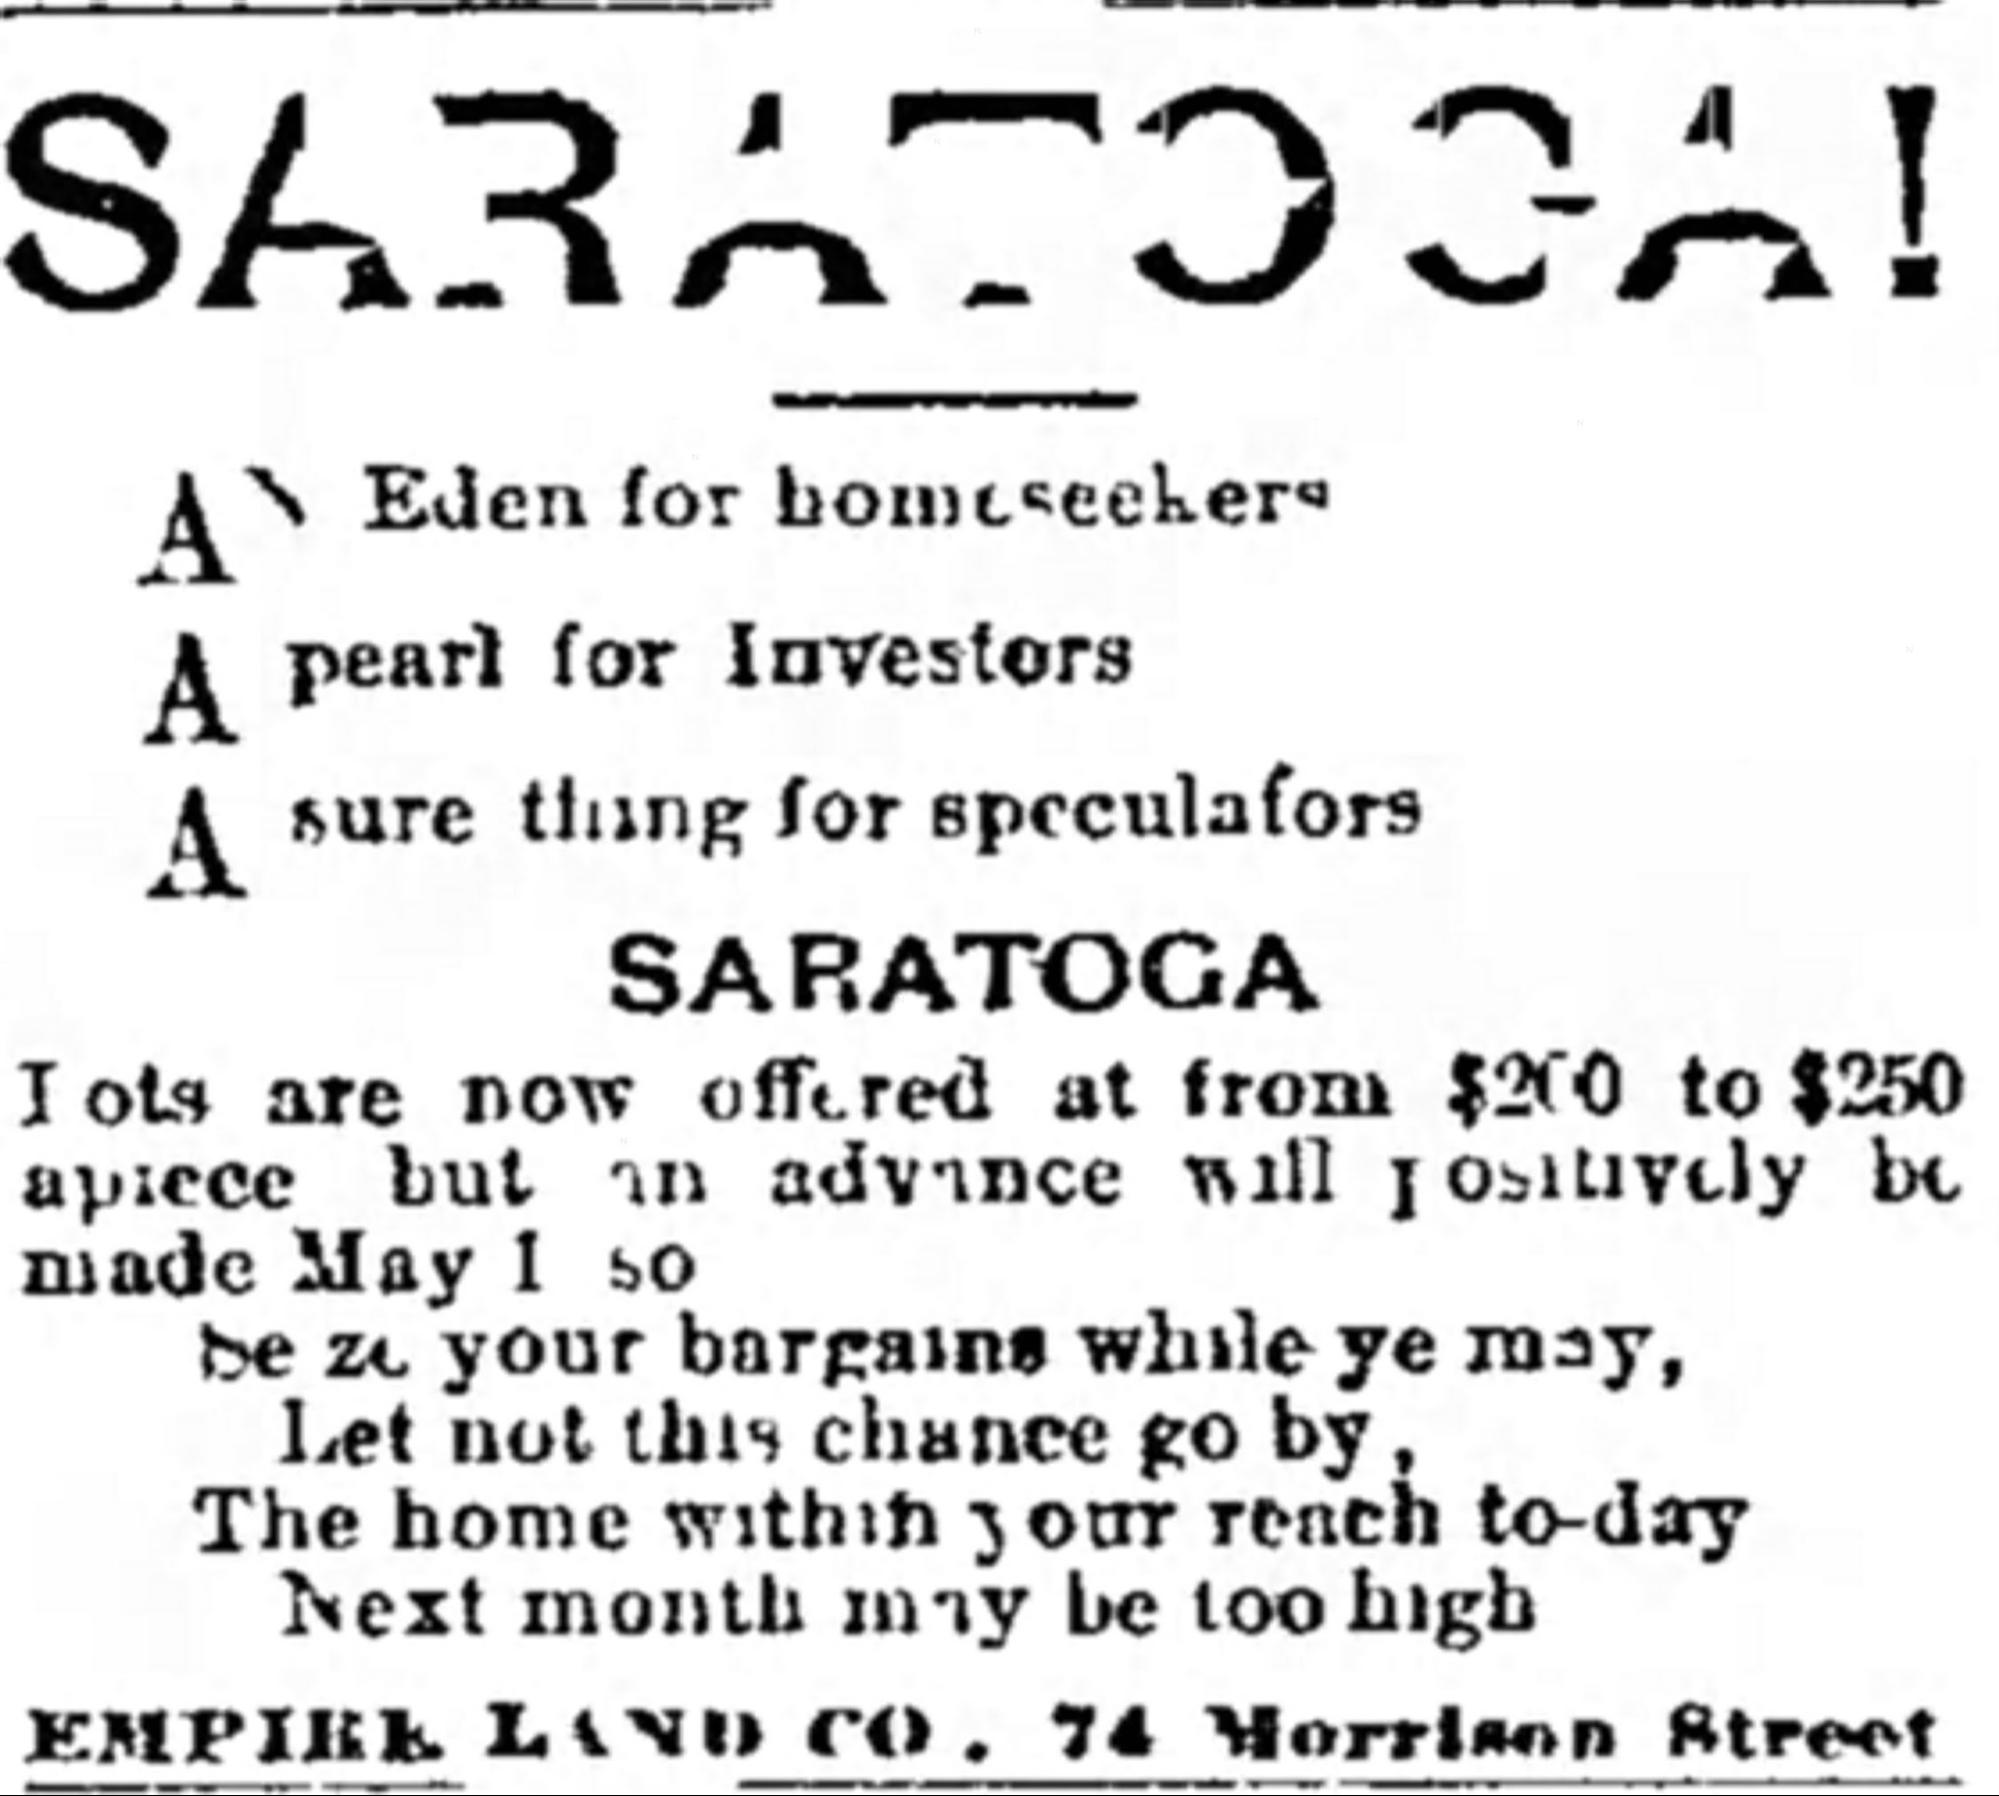 SARATOGA!
AN Eden for homeseekers
A pearl for Investors
A sure thing for speculators
SARATOGA
Lots are now offered at from $200 to $250
apiece but an advance will positively be
made May 1 so
Seize your bargains while ye may,
Let not this chance go by,
The home within your reach to-day
Next month may be too high
EMPIRE LAND CO. 74 Morrison Street